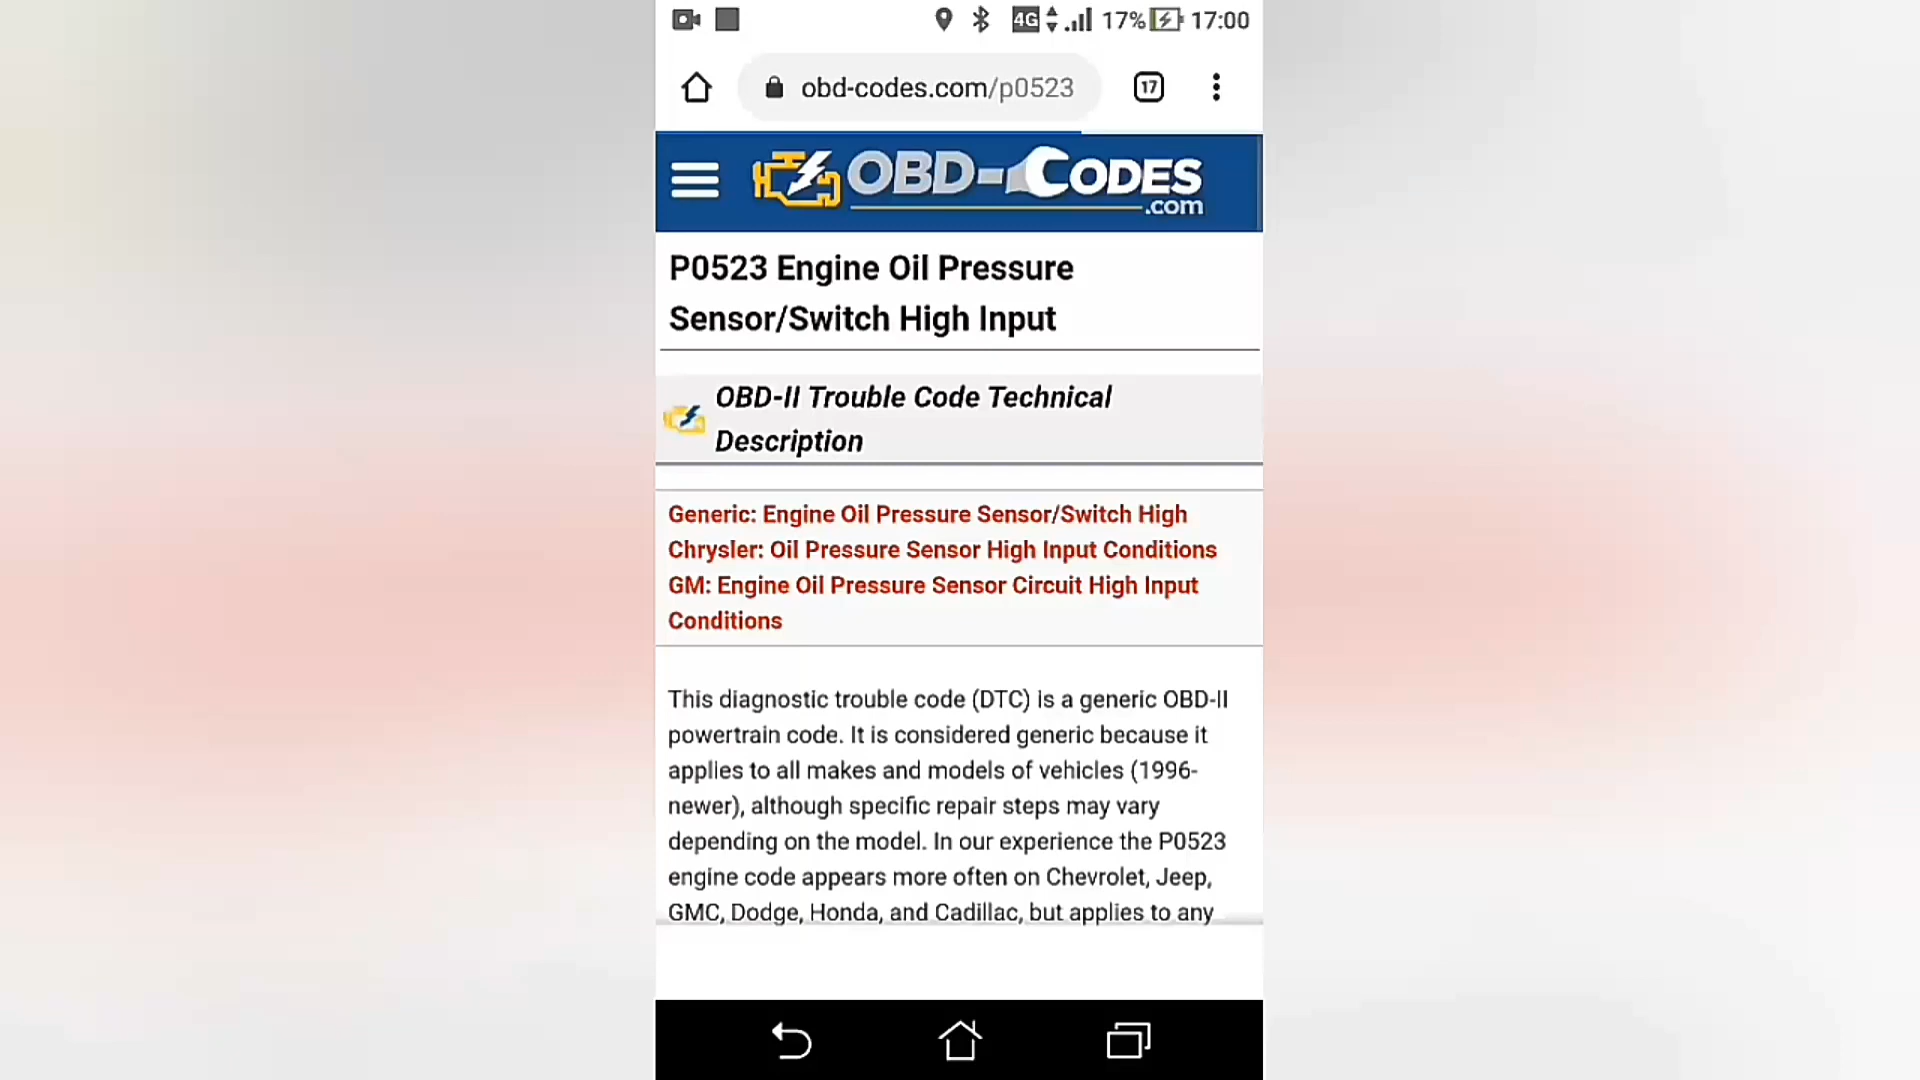 4G 17% 17:00
obd-codes.com/p0523 17
OBD-CODES
.com
P0523 Engine Oil Pressure
Sensor/Switch High Input
OBD-II Trouble Code Technical
Description
Generic: Engine Oil Pressure Sensor/Switch High
Chrysler: Oil Pressure Sensor High Input Conditions
GM: Engine Oil Pressure Sensor Circuit High Input
Conditions
This diagnostic trouble code (DTC) is a generic OBD-II
powertrain code. It is considered generic because it
applies to all makes and models of vehicles (1996-
newer), although specific repair steps may vary
depending on the model. In our experience the P0523
engine code appears more often on Chevrolet, Jeep,
GMC, Dodge, Honda, and Cadillac, but applies to any